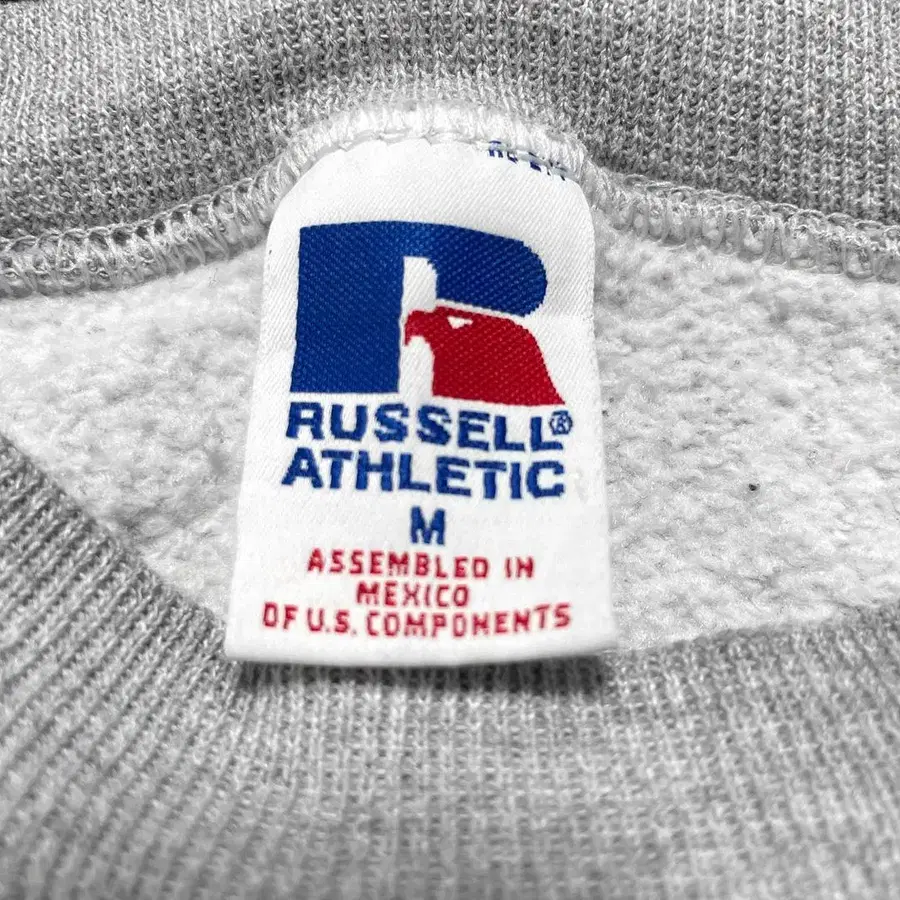 RUSSELL®
ATHLETIC
M
ASSEMBLED IN
MEXICO
OF U.S. COMPONENTS